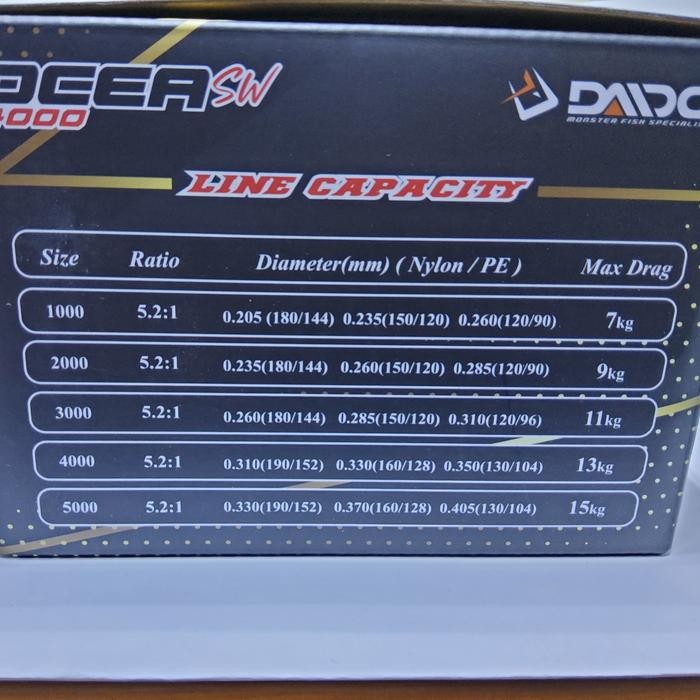 OCEA SW
4000
DAIDO
MONSTER FISH SPECIALIS
LINE CAPACITY
Size Ratio Diameter(mm) ( Nylon / PE ) Max Drag
1000 5.2:1 0.205 (180/144) 0.235(150/120) 0.260(120/90) 7kg
2000 5.2:1 0.235(180/144) 0.260(150/120) 0.285(120/90) 9kg
3000 5.2:1 0.260(180/144) 0.285(150/120) 0.310(120/96) 11kg
4000 5.2:1 0.310(190/152) 0.330(160/128) 0.350(130/104) 13kg
5000 5.2:1 0.330(190/152) 0.370(160/128) 0.405(130/104) 15kg